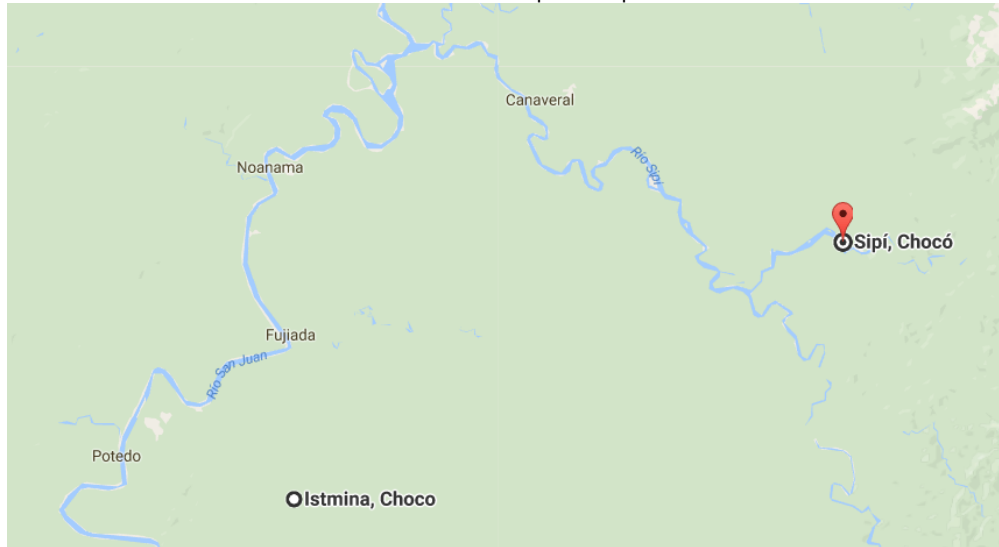 Canaveral
Río Sipí
Noanama
Sipí, Chocó
Fujiada
Río San Juan
Potedo
Istmina, Choco